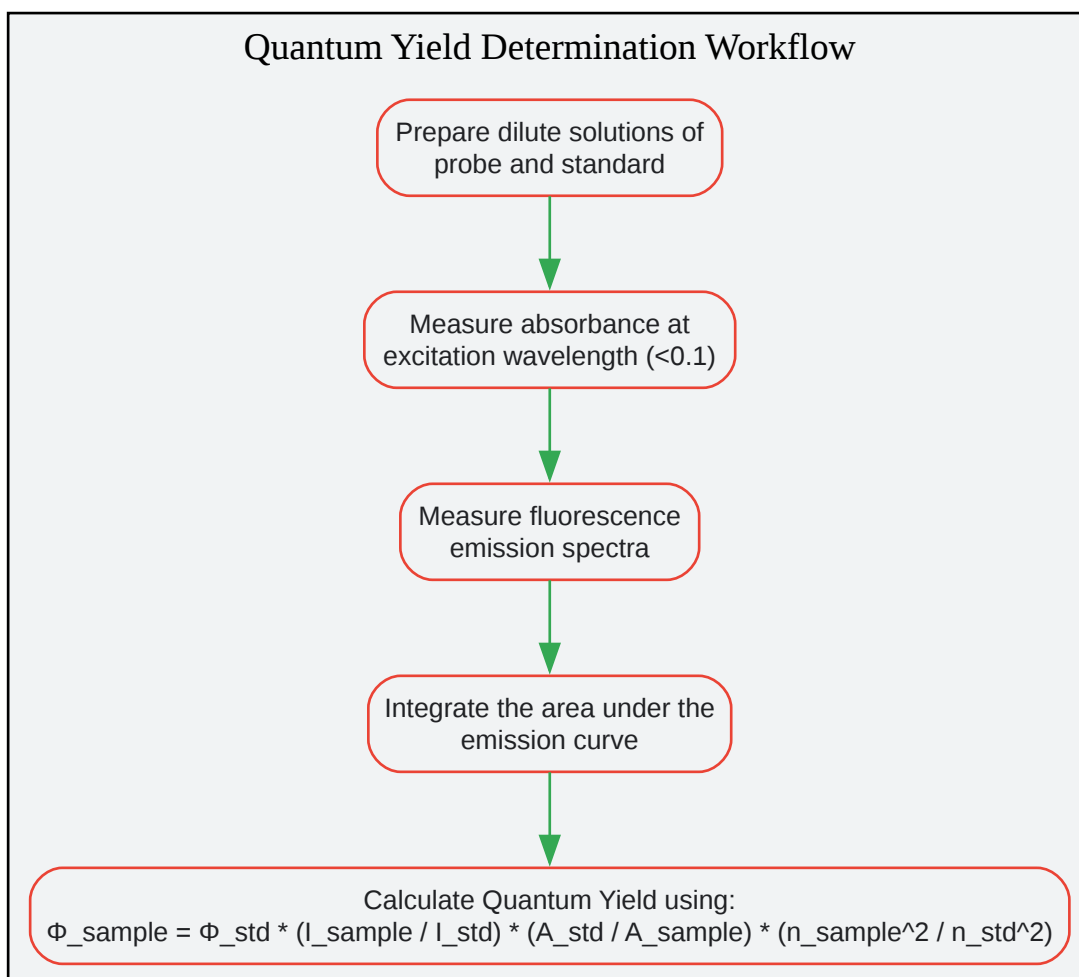 Quantum Yield Determination Workflow
Prepare dilute solutions of
probe and standard
Measure absorbance at
excitation wavelength (<0.1)
Measure fluorescence
emission spectra
Integrate the area under the
emission curve
Calculate Quantum Yield using:
Φ_sample = Φ_std * (I_sample / I_std) * (A_std / A_sample) * (n_sample^2 / n_std^2)